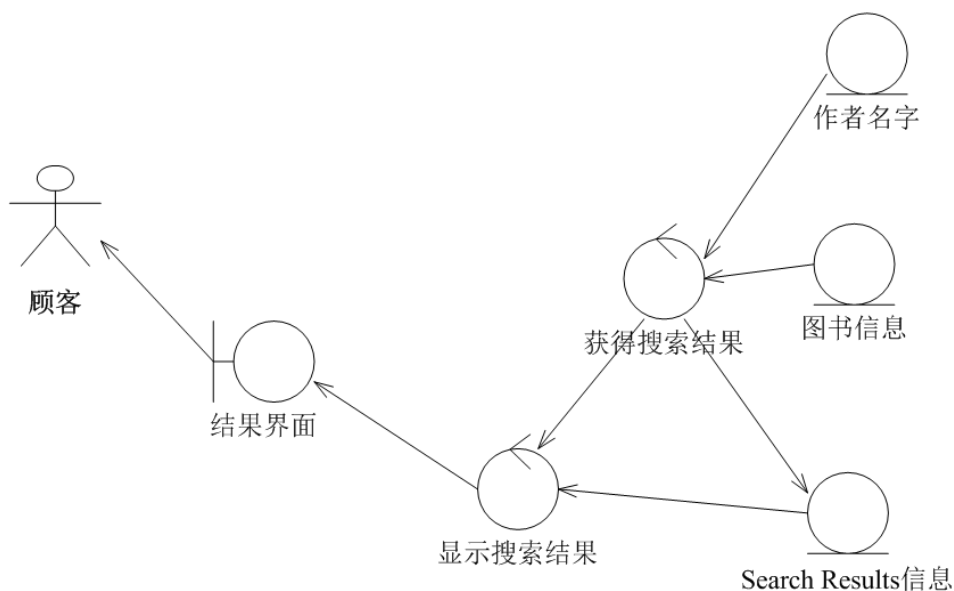 作者名字
顾客
图书信息
获得搜索结果
结果界面
显示搜索结果
Search Results信息